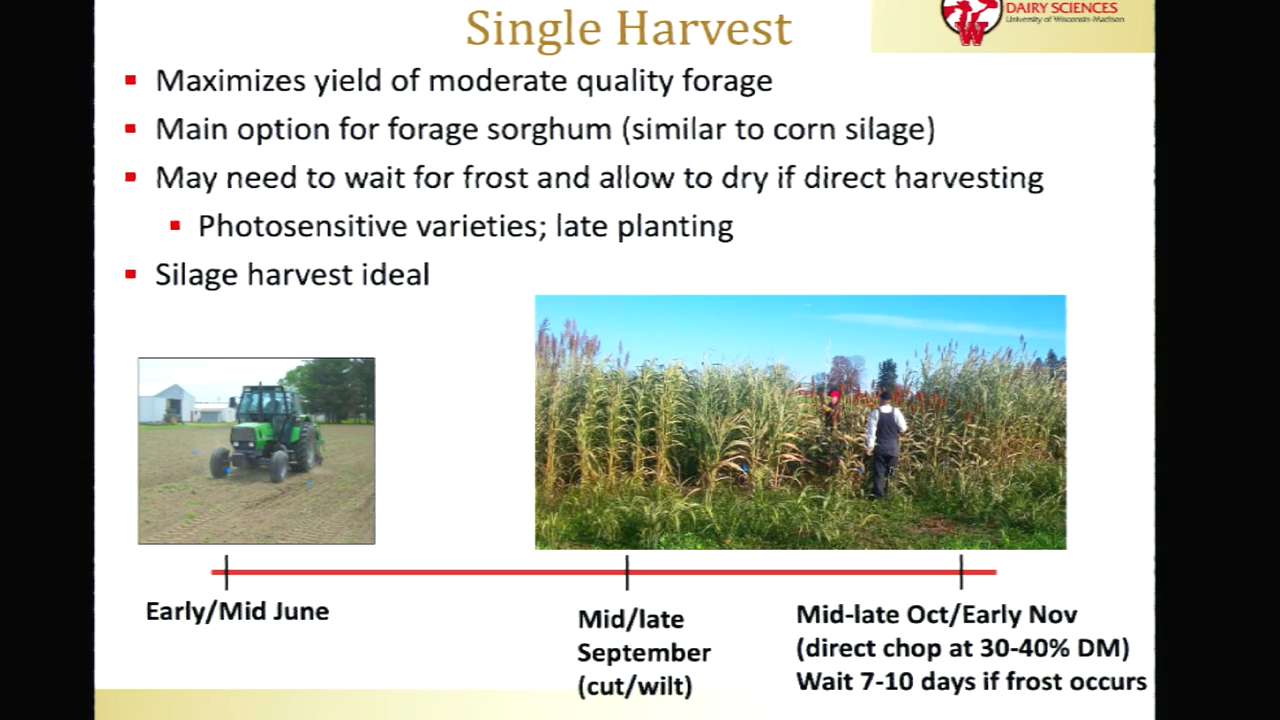 Single Harvest
DAIRY SCIENCES
University of Wisconsin-Madison
W
Maximizes yield of moderate quality forage
Main option for forage sorghum (similar to corn silage)
May need to wait for frost and allow to dry if direct harvesting
Photosensitive varieties; late planting
Silage harvest ideal
Early/Mid June
Mid/late
September
(cut/wilt)
Mid-late Oct/Early Nov
(direct chop at 30-40% DM)
Wait 7-10 days if frost occurs